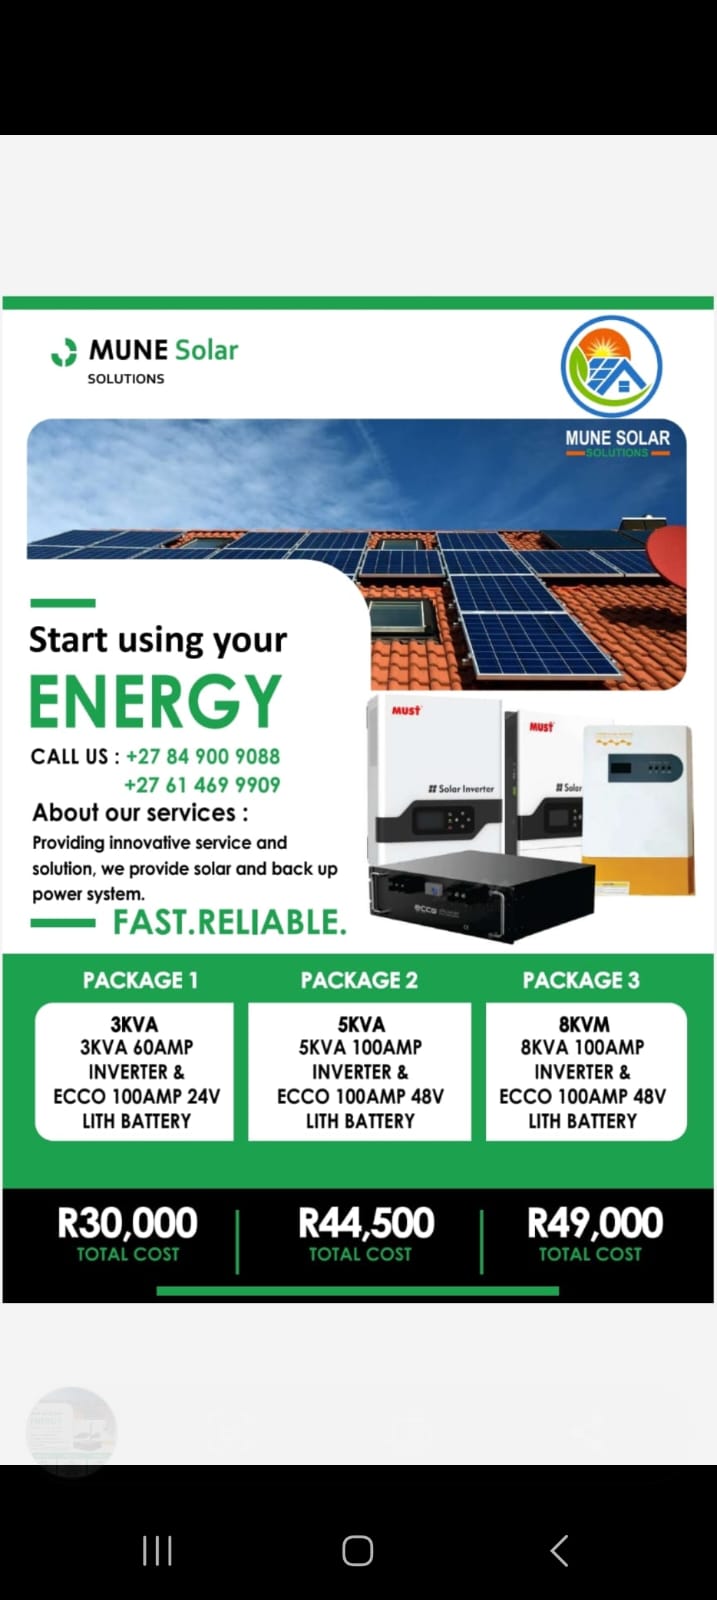 MUNE Solar
SOLUTIONS
MUNE SOLAR
SOLUTIONS
Start using your
ENERGY
CALL US : +27 84 900 9088
+27 61 469 9909
About our services :
Providing innovative service and
solution, we provide solar and back up
power system.
FAST.RELIABLE.
MUST
Solar Inverter
MUST
Solar
ecco
PACKAGE 1
3KVA
3KVA 60AMP
INVERTER &
ECCO 100AMP 24V
LITH BATTERY
PACKAGE 2
5KVA
5KVA 100AMP
INVERTER &
ECCO 100AMP 48V
LITH BATTERY
PACKAGE 3
8KVM
8KVA 100AMP
INVERTER &
ECCO 100AMP 48V
LITH BATTERY
R30,000
TOTAL COST
R44,500
TOTAL COST
R49,000
TOTAL COST